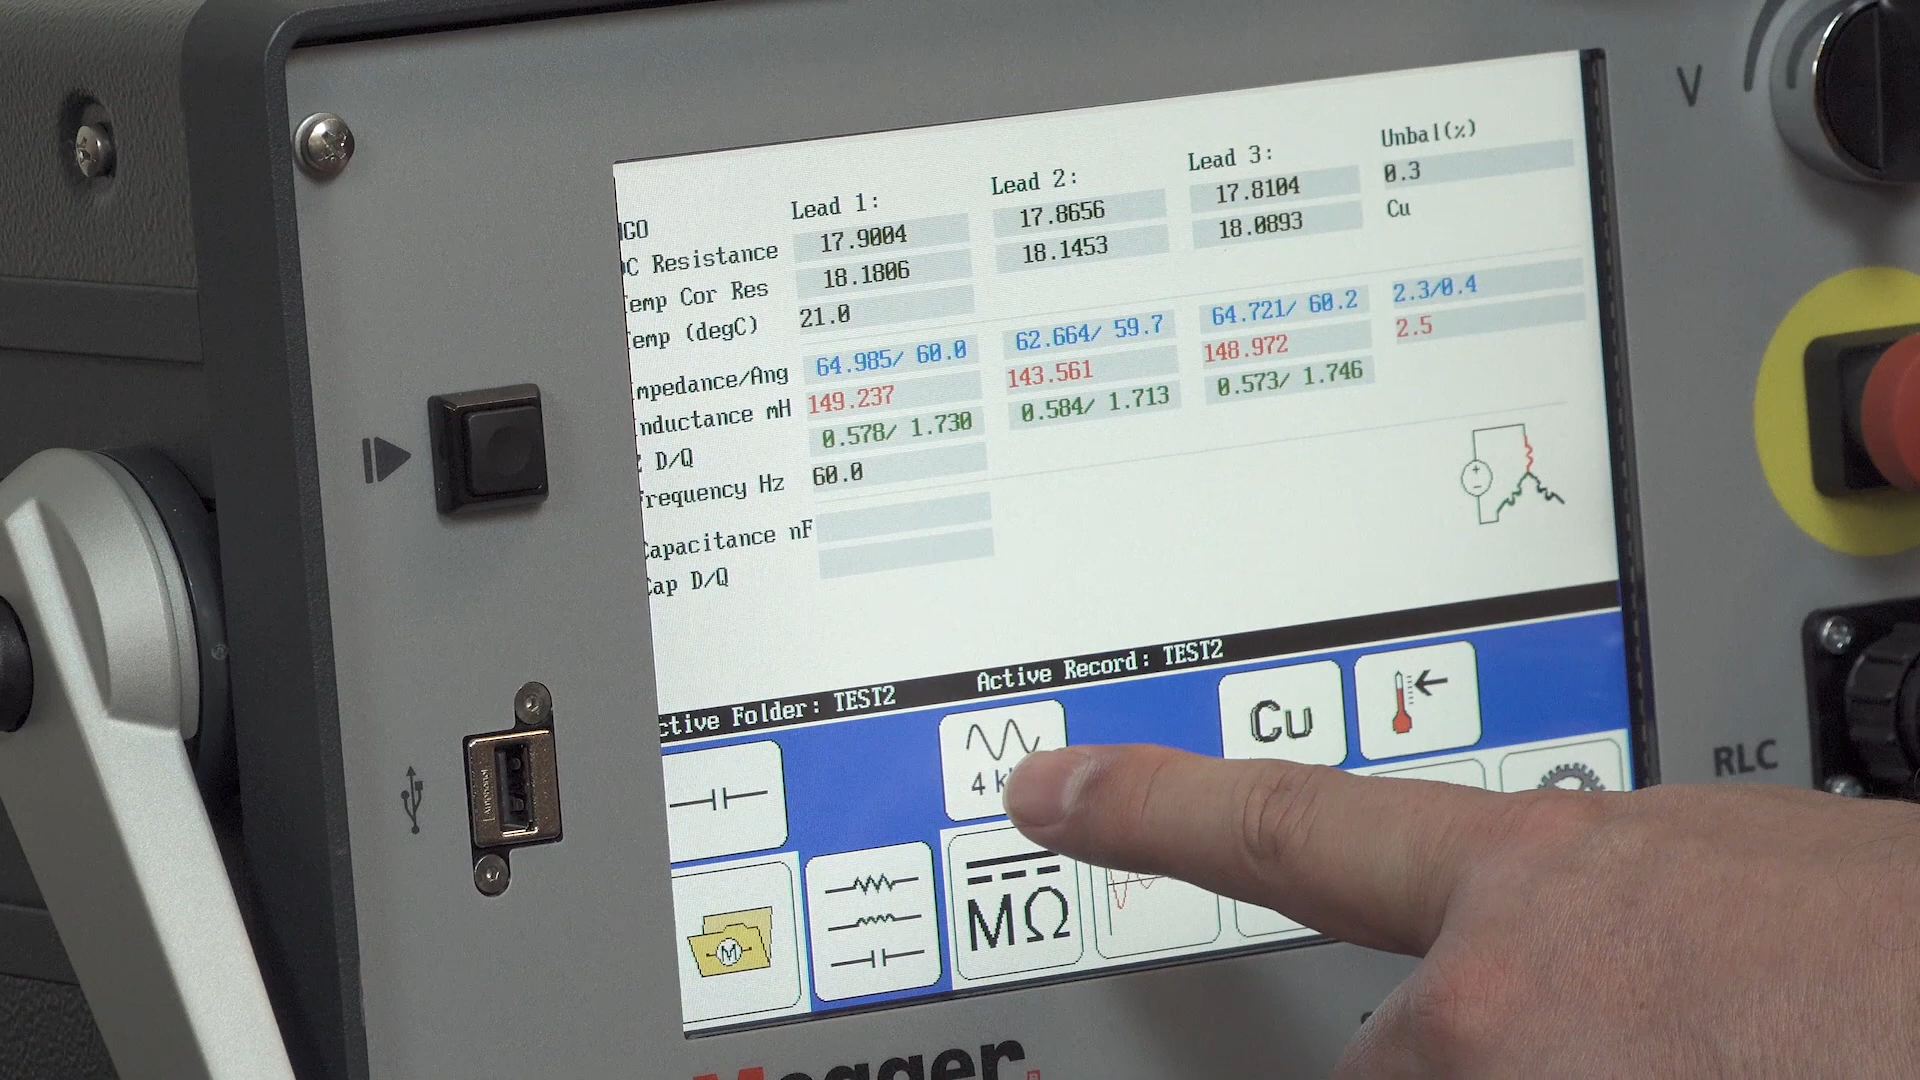 Lead 1: Lead 2: Lead 3: Unbal(%)
C Resistance 17.9004 17.8656 17.8104 0.3
emp Cor Res 18.1806 18.1453 18.0893 Cu
emp (degC) 21.0
mpedance/Ang 64.985/ 60.0 62.664/ 59.7 64.721/ 60.2 2.3/0.4
nductance mH 149.237 143.561 148.972 2.5
D/Q 0.578/ 1.730 0.584/ 1.713 0.573/ 1.746
requency Hz 60.0
apacitance nF
ap D/Q
ctive Folder: TEST2 Active Record: TEST2
4 k
Cu
M
MΩ
V
RLC
Amphenol
Megger.